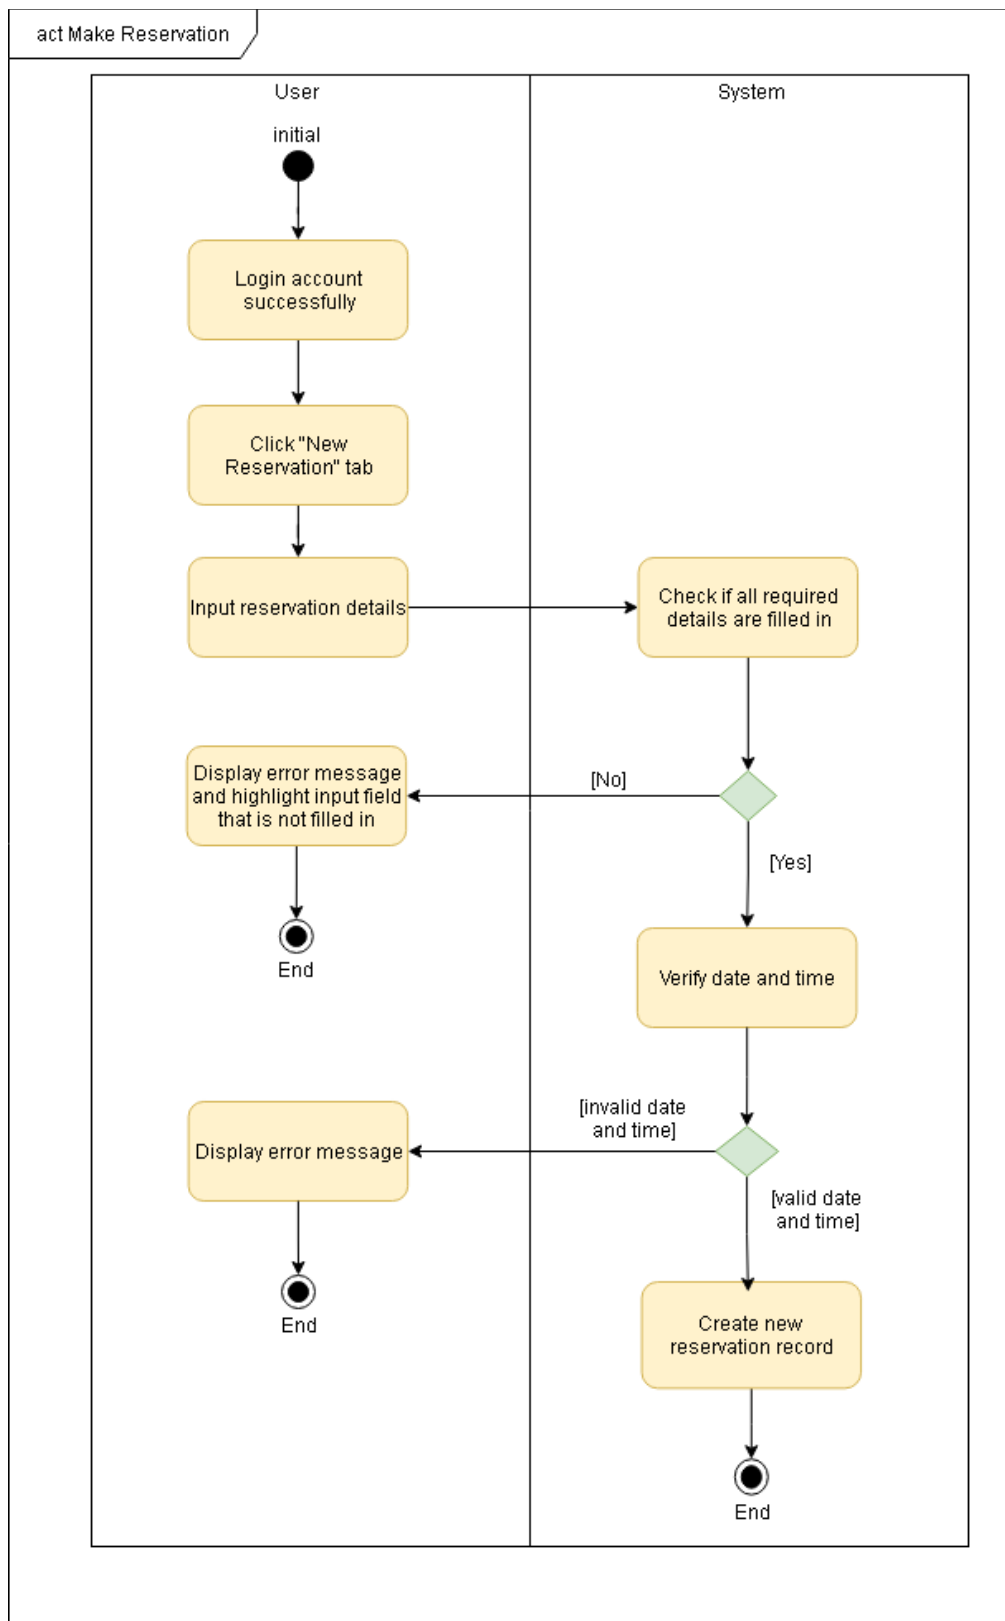 act Make Reservation
User
System
initial
Login account
successfully
Click "New
Reservation" tab
Input reservation details
Check if all required
details are filled in
Display error message
and highlight input field
that is not filled in
[No]
[Yes]
End
Verify date and time
[invalid date
and time]
Display error message
[valid date
and time]
End
Create new
reservation record
End